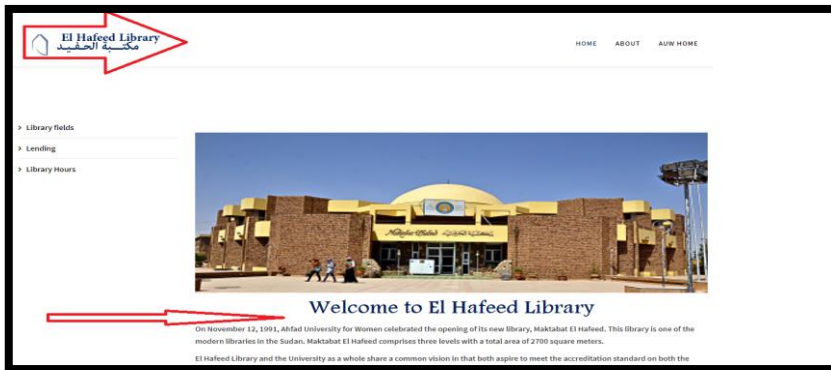 El Hafeed Library
مكتبة الحفيد
HOME ABOUT AUW HOME
> Library fields
> Lending
> Library Hours
Maktabat El Hafeed
Welcome to El Hafeed Library
On November 12, 1991, Ahfad University for Women celebrated the opening of its new library, Maktabat El Hafeed. This library is one of the
modern libraries in the Sudan. Maktabat El Hafeed comprises three levels with a total area of 2700 square meters.
El Hafeed Library and the University as a whole share a common vision in that both aspire to meet the accreditation standard on both the